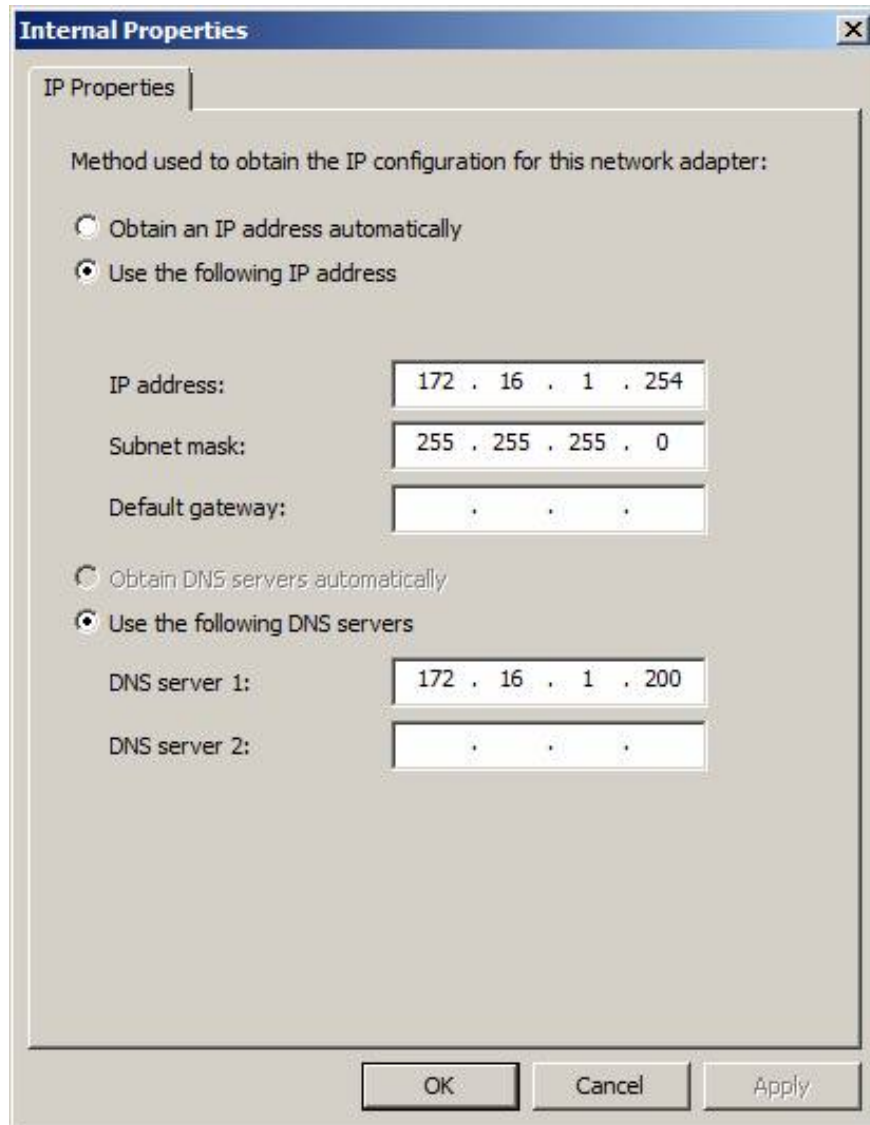 Internal Properties
IP Properties
Method used to obtain the IP configuration for this network adapter:
Obtain an IP address automatically
Use the following IP address
IP address: 172 . 16 . 1 . 254
Subnet mask: 255 . 255 . 255 . 0
Default gateway: . . .
Obtain DNS servers automatically
Use the following DNS servers
DNS server 1: 172 . 16 . 1 . 200
DNS server 2: . . .
OK Cancel Apply